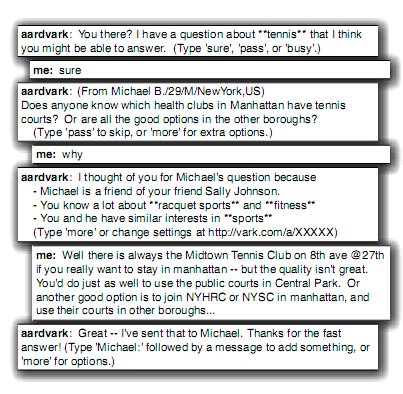 aardvark: You there? I have a question about **tennis** that I think
you might be able to answer. (Type 'sure', 'pass', or 'busy'.)
me: sure
aardvark: (From Michael B./29/M/NewYork,US)
Does anyone know which health clubs in Manhattan have tennis
courts? Or are all the good options in the other boroughs?
(Type 'pass' to skip, or 'more' for extra options.)
me: why
aardvark: I thought of you for Michael's question because
- Michael is a friend of your friend Sally Johnson.
- You know a lot about **racquet sports** and **fitness**
- You and he have similar interests in **sports**
(Type 'more' or change settings at http://vark.com/a/XXXXX)
me: Well there is always the Midtown Tennis Club on 8th ave @27th
if you really want to stay in manhattan -- but the quality isn't great.
You'd do just as well to use the public courts in Central Park. Or
another good option is to join NYHRC or NYSC in manhattan, and
use their courts in other boroughs...
aardvark: Great -- I've sent that to Michael. Thanks for the fast
answer! (Type 'Michael:' followed by a message to add something, or
'more' for options.)